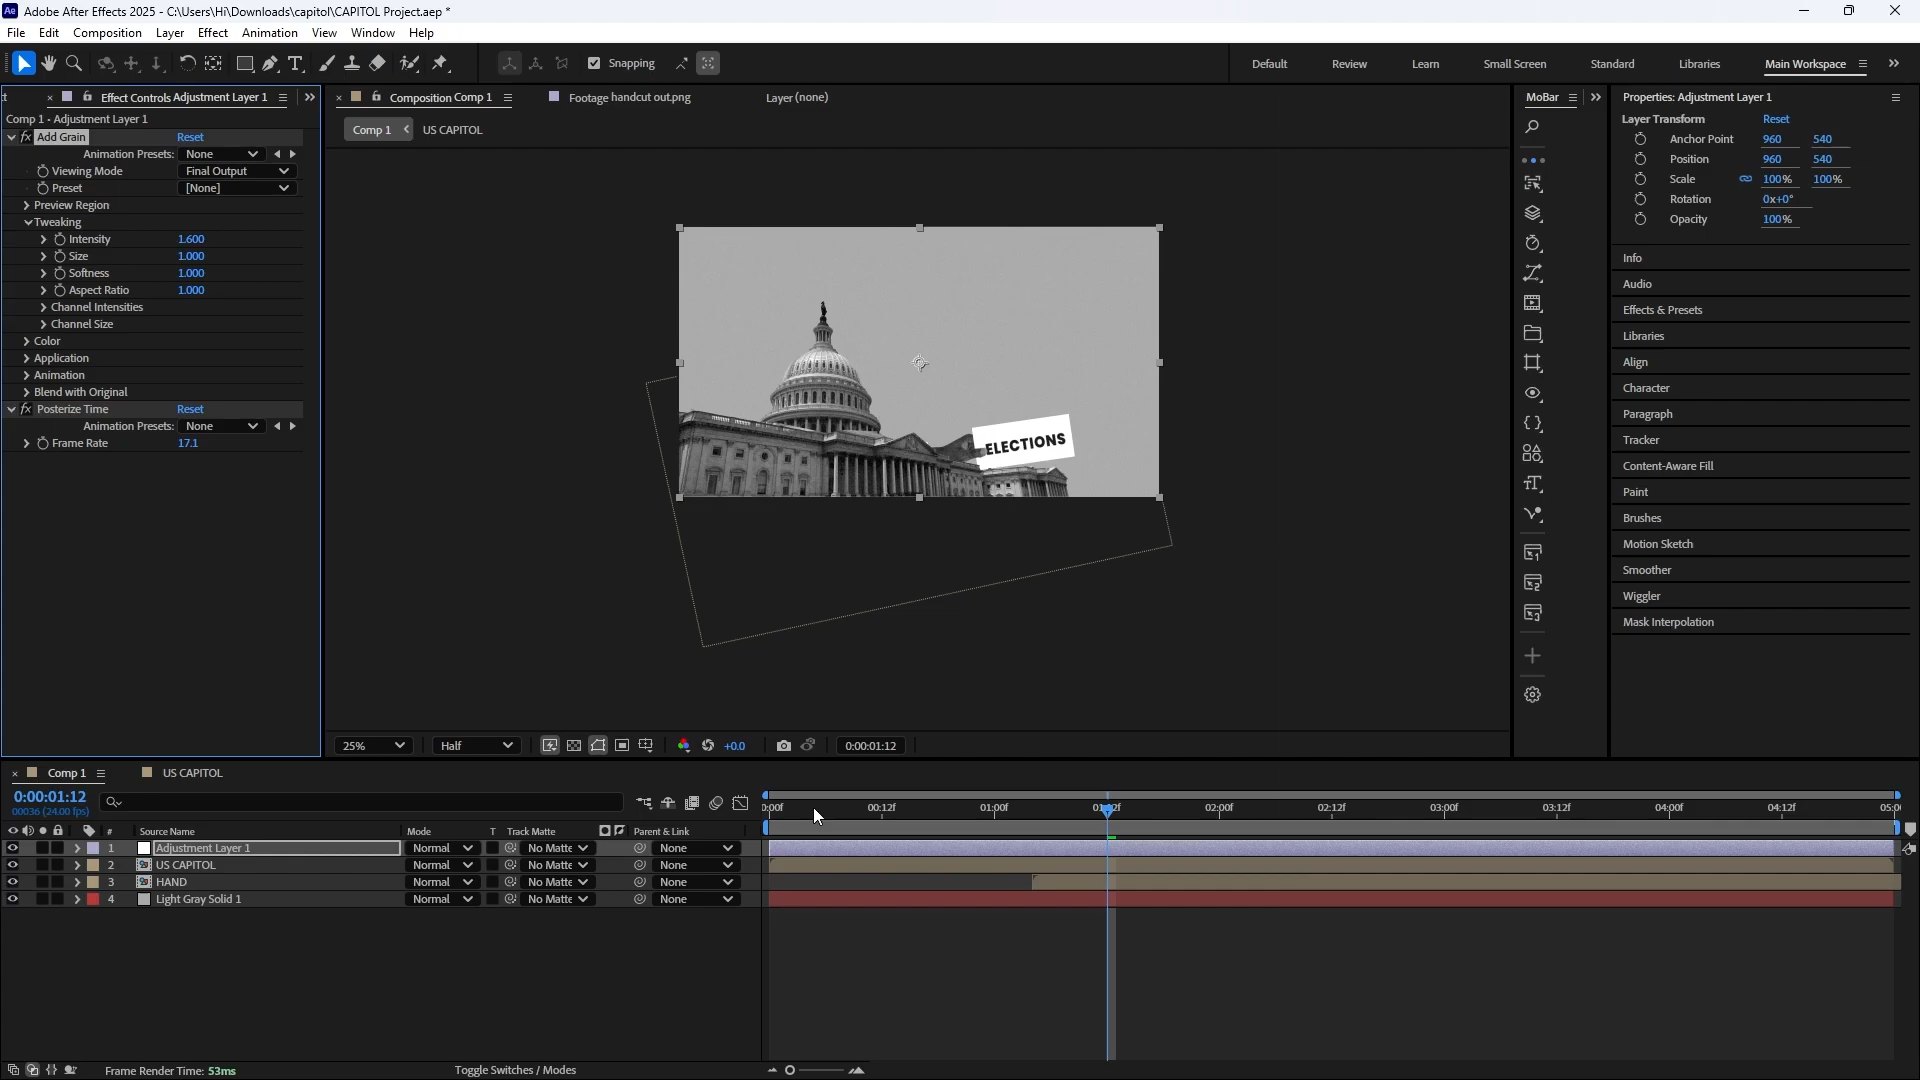 Ae Adobe After Effects 2025 - C:\Users\Hi\Downloads\capitol\CAPITOL Project.aep *
File Edit Composition Layer Effect Animation View Window Help
Snapping Default Review Learn Small Screen Standard Libraries Main Workspace
Effect Controls Adjustment Layer 1
Comp 1 - Adjustment Layer 1
fx Add Grain Reset
Animation Presets: None
Viewing Mode Final Output
Preset [None]
Preview Region
Tweaking
Intensity 1.600
Size 1.000
Softness 1.000
Aspect Ratio 1.000
Channel Intensities
Channel Size
Color
Application
Animation
Blend with Original
fx Posterize Time Reset
Animation Presets: None
Frame Rate 17.1
Composition Comp 1 Footage handcut out.png Layer (none)
Comp 1 US CAPITOL
ELECTIONS
25% Half +0.0 0:00:01:12
MoBar
Properties: Adjustment Layer 1
Layer Transform Reset
Anchor Point 960 540
Position 960 540
Scale 100% 100%
Rotation 0x+0°
Opacity 100%
Info
Audio
Effects & Presets
Libraries
Align
Character
Paragraph
Tracker
Content-Aware Fill
Paint
Brushes
Motion Sketch
Smoother
Wiggler
Mask Interpolation
Comp 1 US CAPITOL
0:00:01:12
00036 (24.00 fps)
00:12f 01:00f 02:00f 02:12f 03:00f 03:12f 04:00f 04:12f
# Source Name Mode T Track Matte Parent & Link
1 Adjustment Layer 1 Normal No Matte None
2 US CAPITOL Normal No Matte None
3 HAND Normal No Matte None
4 Light Gray Solid 1 Normal No Matte None
Frame Render Time: 53ms Toggle Switches / Modes